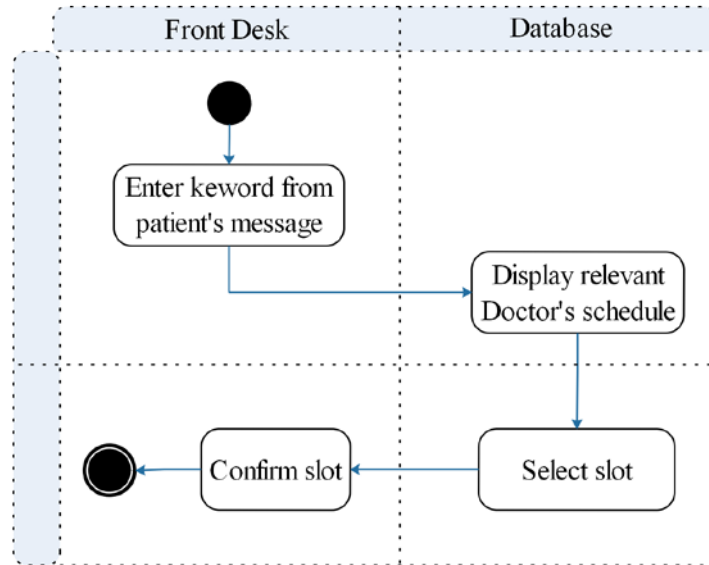 Front Desk
Database
Enter keword from
patient's message
Display relevant
Doctor's schedule
Confirm slot
Select slot